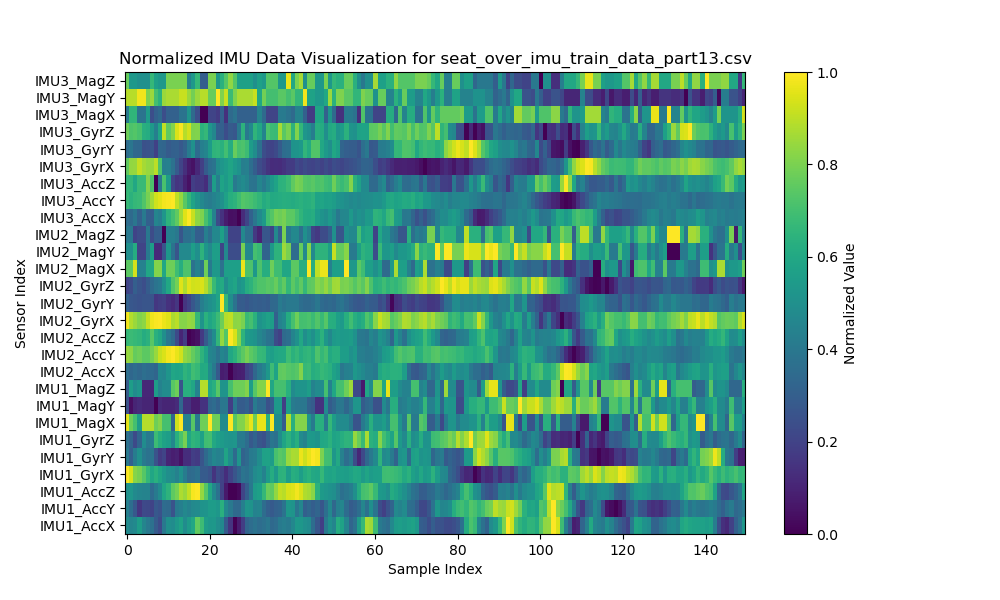 Normalized IMU Data Visualization for seat_over_imu_train_data_part13.csv
IMU3_MagZ
IMU3_MagY
IMU3_MagX
IMU3_GyrZ
IMU3_GyrY
IMU3_GyrX
IMU3_AccZ
IMU3_AccY
IMU3_AccX
IMU2_MagZ
IMU2_MagY
IMU2_MagX
IMU2_GyrZ
IMU2_GyrY
IMU2_GyrX
IMU2_AccZ
IMU2_AccY
IMU2_AccX
IMU1_MagZ
IMU1_MagY
IMU1_MagX
IMU1_GyrZ
IMU1_GyrY
IMU1_GyrX
IMU1_AccZ
IMU1_AccY
IMU1_AccX
Sensor Index
0 20 40 60 80 100 120 140
Sample Index
1.0
0.8
0.6
0.4
0.2
0.0
Normalized Value